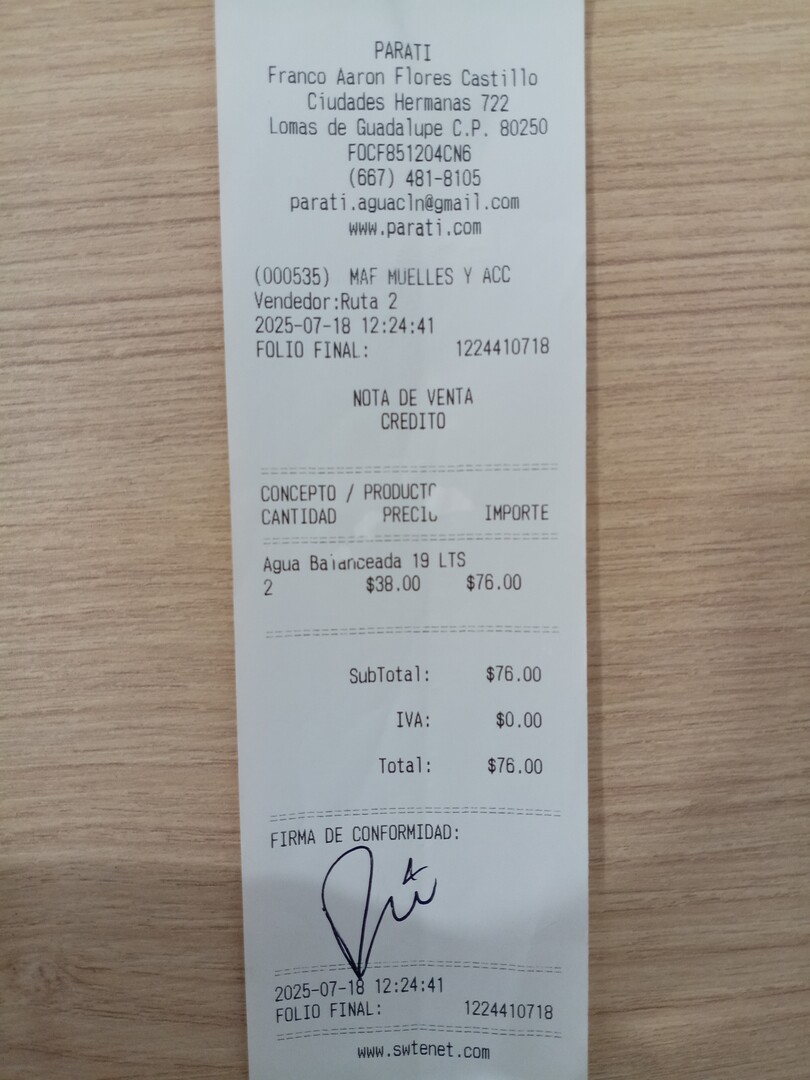 PARATI
Franco Aaron Flores Castillo
Ciudades Hermanas 722
Lomas de Guadalupe C.P. 80250
FOCF851204CN6
(667) 481-8105
parati.aguacln@gmail.com
www.parati.com
(000535) MAF MUELLES Y ACC
Vendedor:Ruta 2
2025-07-18 12:24:41
FOLIO FINAL: 1224410718
NOTA DE VENTA
CREDITO
CONCEPTO / PRODUCTO
CANTIDAD PRECIO IMPORTE
Agua Balanceada 19 LTS
2 $38.00 $76.00
SubTotal: $76.00
IVA: $0.00
Total: $76.00
FIRMA DE CONFORMIDAD:
2025-07-18 12:24:41
FOLIO FINAL: 1224410718
www.swtenet.com